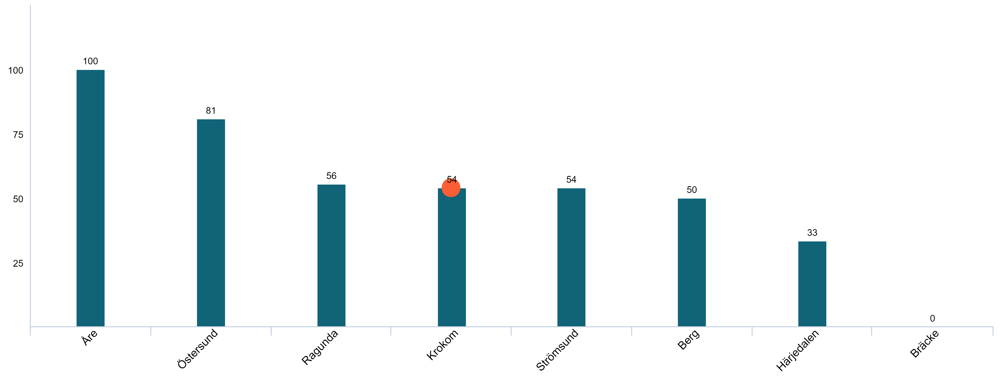 100
75
50
25
100
81
56
54
54
50
33
0
Åre
Östersund
Ragunda
Krokom
Strömsund
Berg
Härjedalen
Bräcke